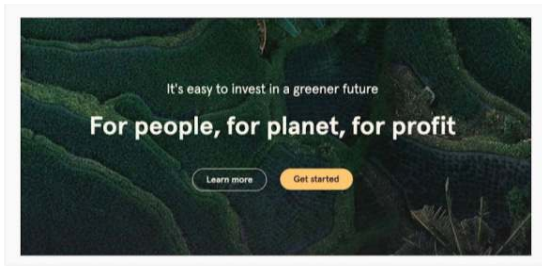 It's easy to invest in a greener future
For people, for planet, for profit
Learn more
Get started